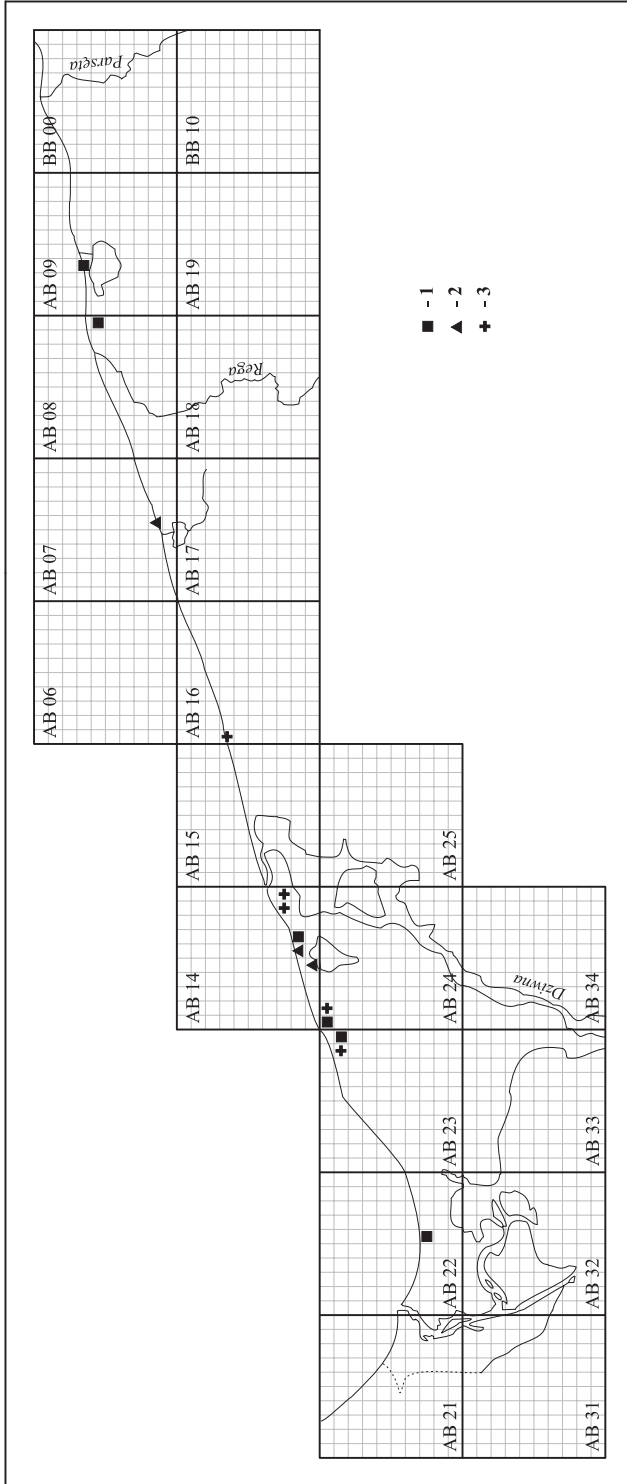 AB 06
AB 07
AB 08
AB 09
BB 00
Parsęta
AB 14
AB 15
AB 16
AB 17
AB 18
Rega
AB 19
BB 10
AB 21
AB 22
AB 23
AB 24
AB 25
AB 31
AB 32
AB 33
AB 34
Dziwna
- 1
- 2
- 3